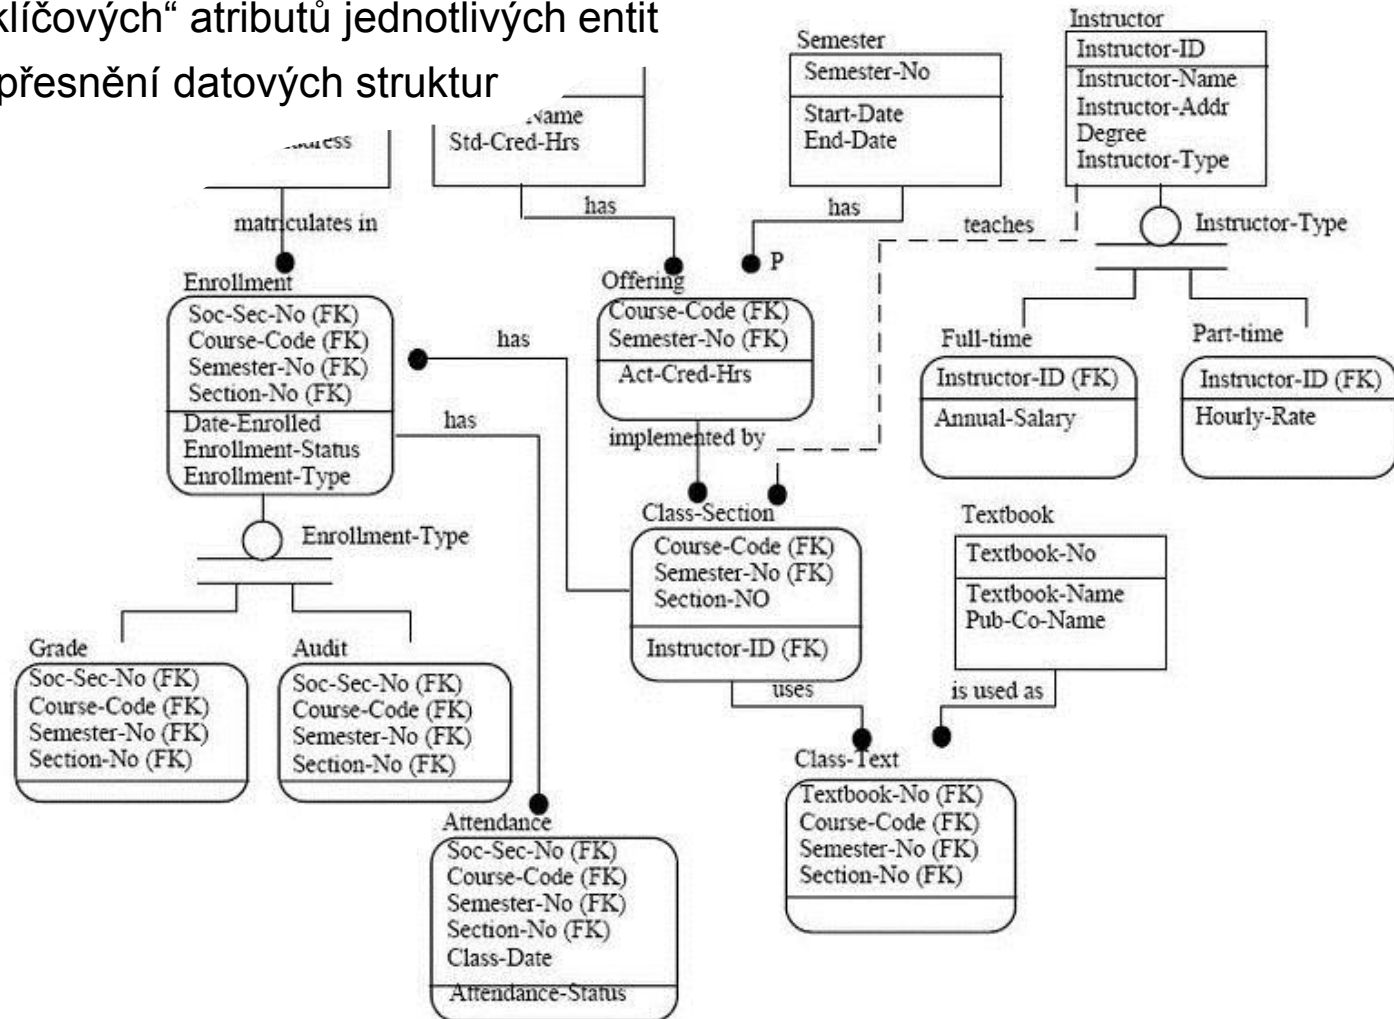 klíčových“ atributů jednotlivých entit
přesnění datových struktur
Name
Std-Cred-Hrs
Semester
Semester-No
Start-Date
End-Date
Instructor
Instructor-ID
Instructor-Name
Instructor-Addr
Degree
Instructor-Type
matriculates in
has
has
teaches
Instructor-Type
Enrollment
Soc-Sec-No (FK)
Course-Code (FK)
Semester-No (FK)
Section-No (FK)
Date-Enrolled
Enrollment-Status
Enrollment-Type
has
has
Offering
P
Course-Code (FK)
Semester-No (FK)
Act-Cred-Hrs
implemented by
Full-time
Instructor-ID (FK)
Annual-Salary
Part-time
Instructor-ID (FK)
Hourly-Rate
Enrollment-Type
Class-Section
Course-Code (FK)
Semester-No (FK)
Section-NO
Instructor-ID (FK)
Textbook
Textbook-No
Textbook-Name
Pub-Co-Name
Grade
Soc-Sec-No (FK)
Course-Code (FK)
Semester-No (FK)
Section-No (FK)
Audit
Soc-Sec-No (FK)
Course-Code (FK)
Semester-No (FK)
Section-No (FK)
uses
is used as
Class-Text
Textbook-No (FK)
Course-Code (FK)
Semester-No (FK)
Section-No (FK)
Attendance
Soc-Sec-No (FK)
Course-Code (FK)
Semester-No (FK)
Section-No (FK)
Class-Date
Attendance-Status